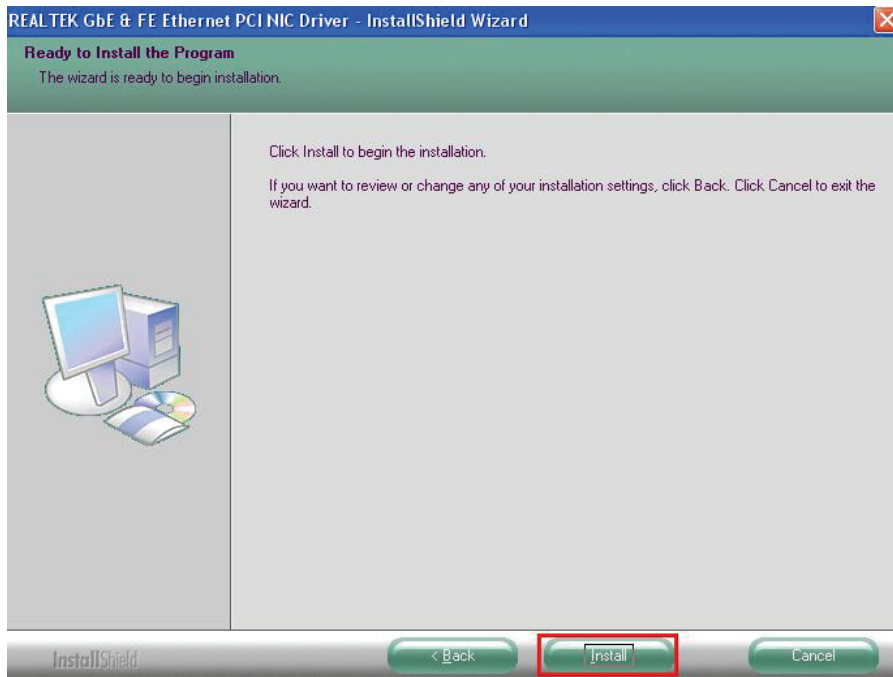 REALTEK GbE & FE Ethernet PCI NIC Driver - InstallShield Wizard
Ready to Install the Program
The wizard is ready to begin installation.
Click Install to begin the installation.
If you want to review or change any of your installation settings, click Back. Click Cancel to exit the
wizard.
InstallShield
< Back
Install
Cancel